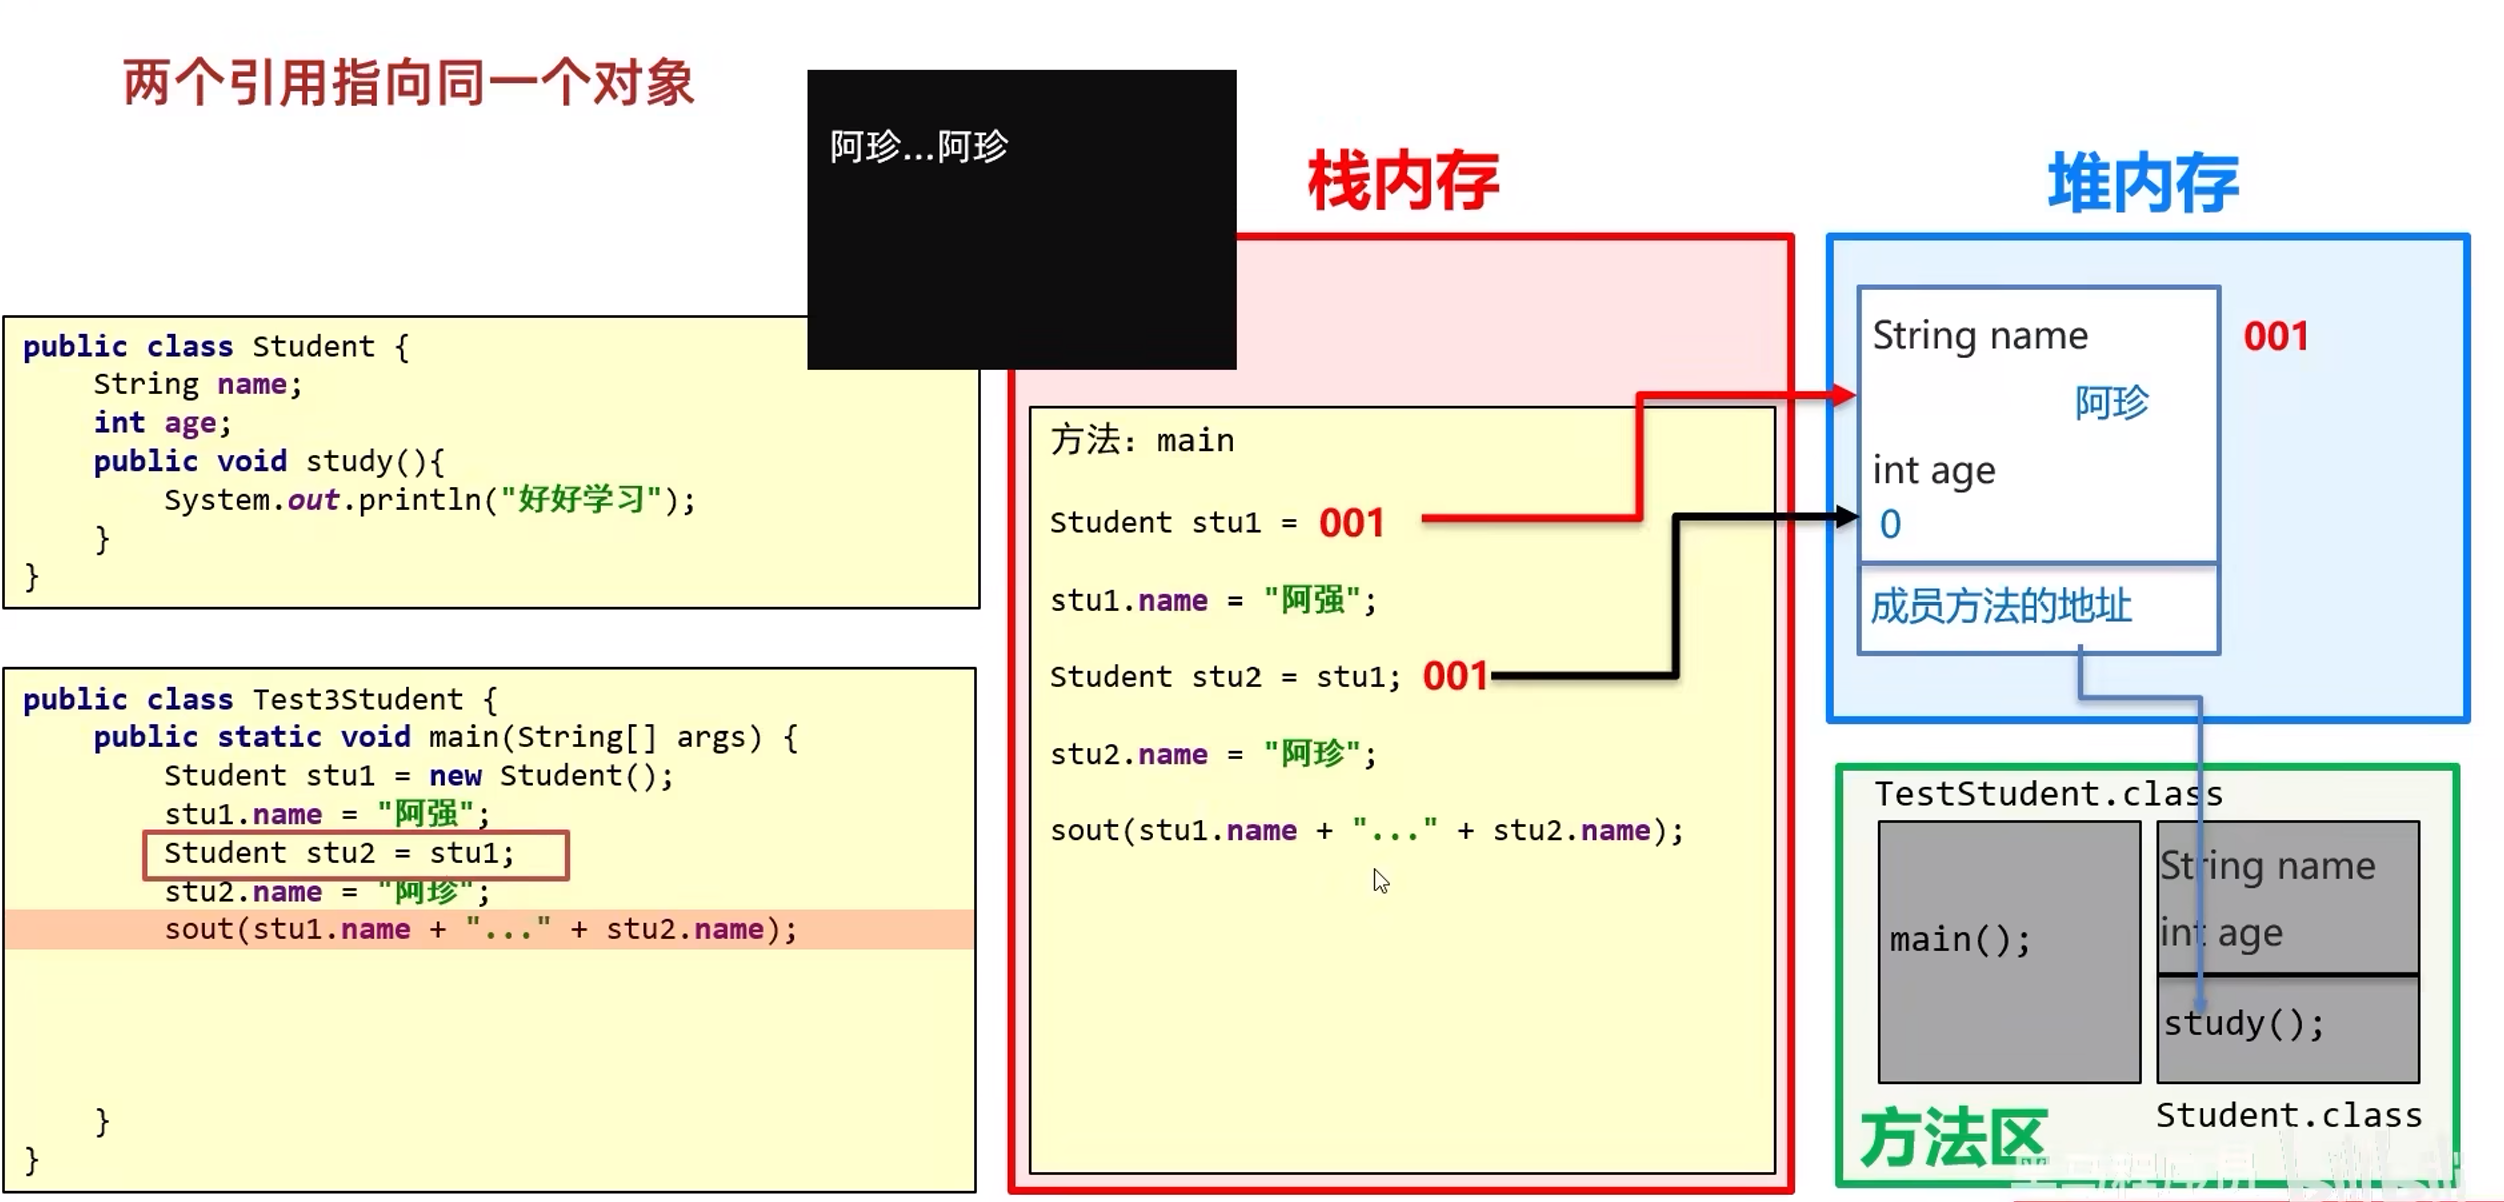 两个引用指向同一个对象
阿珍...阿珍
public class Student {
String name;
int age;
public void study(){
System.out.println("好好学习");
}
}
public class Test3Student {
public static void main(String[] args) {
Student stu1 = new Student();
stu1.name = "阿强";
Student stu2 = stu1;
stu2.name = "阿珍";
sout(stu1.name + "..." + stu2.name);
}
}
栈内存
方法: main
Student stu1 = 001
stu1.name = "阿强";
Student stu2 = stu1; 001
stu2.name = "阿珍";
sout(stu1.name + "..." + stu2.name);
堆内存
String name
001
阿珍
int age
0
成员方法的地址
TestStudent.class
main();
String name
int age
study();
Student.class
方法区